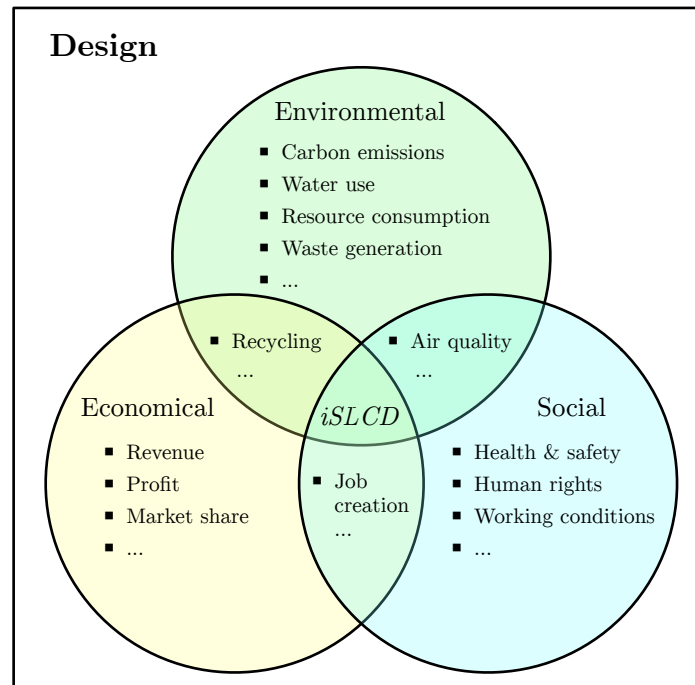 Design
Environmental
▪ Carbon emissions
▪ Water use
▪ Resource consumption
▪ Waste generation
▪ ...
▪ Recycling
...
▪ Air quality
...
Economical
▪ Revenue
▪ Profit
▪ Market share
▪ ...
iSLCD
▪ Job
creation
...
Social
▪ Health & safety
▪ Human rights
▪ Working conditions
▪ ...